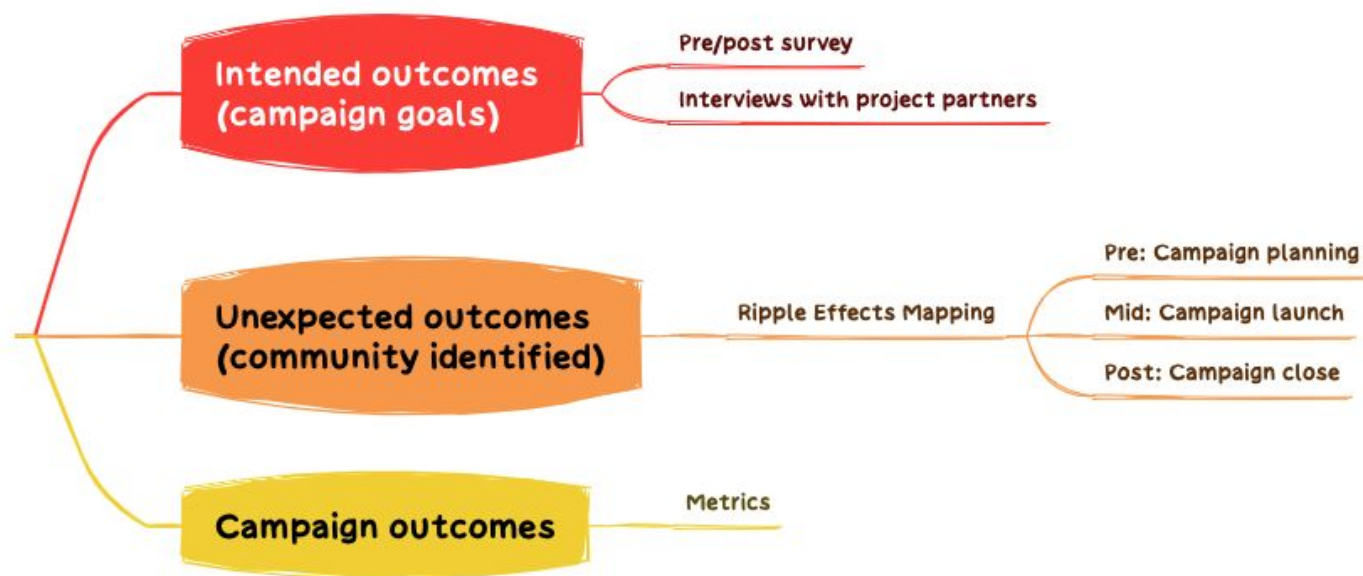 Intended outcomes
(campaign goals)
Pre/post survey
Interviews with project partners
Unexpected outcomes
(community identified)
Ripple Effects Mapping
Pre: Campaign planning
Mid: Campaign launch
Post: Campaign close
Campaign outcomes
Metrics